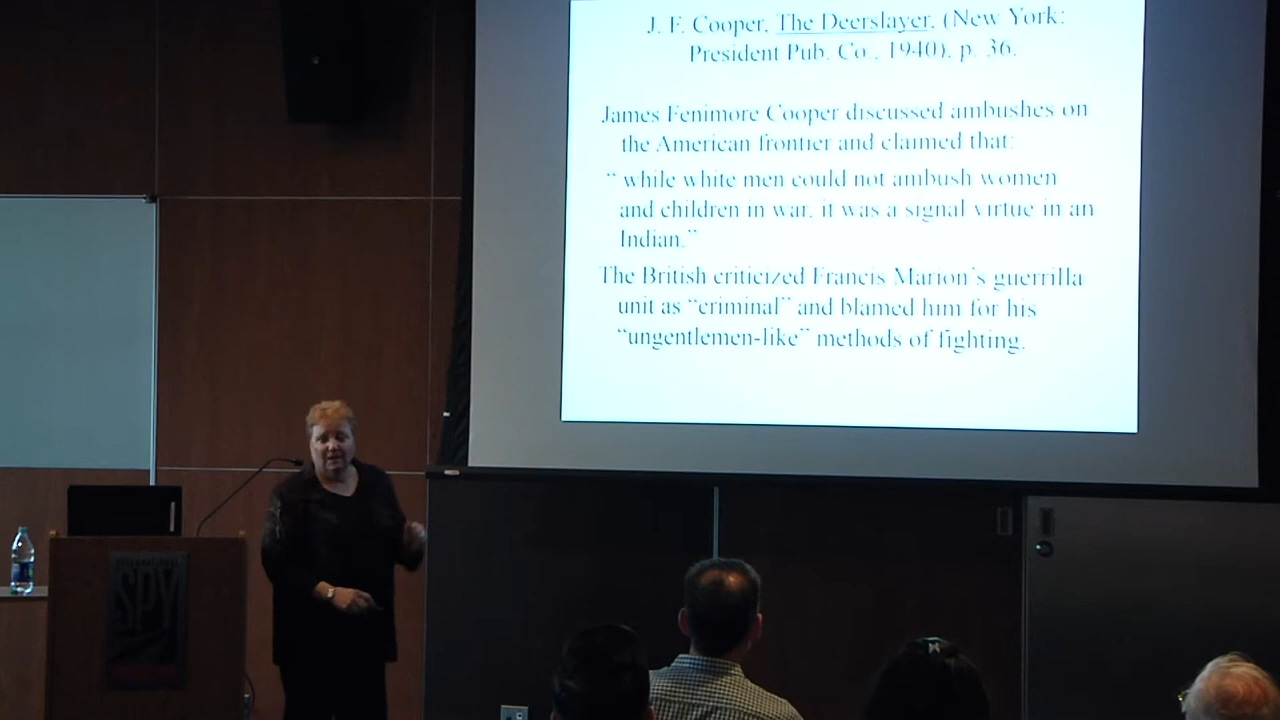 J. F. Cooper, The Deerslayer, (New York:
President Pub. Co., 1940), p. 36.
James Fenimore Cooper discussed ambushes on
the American frontier and claimed that:
“ while white men could not ambush women
and children in war, it was a signal virtue in an
Indian.”
The British criticized Francis Marion’s guerrilla
unit as “criminal” and blamed him for his
“ungentlemen-like” methods of fighting.
INTERNATIONAL
SPY